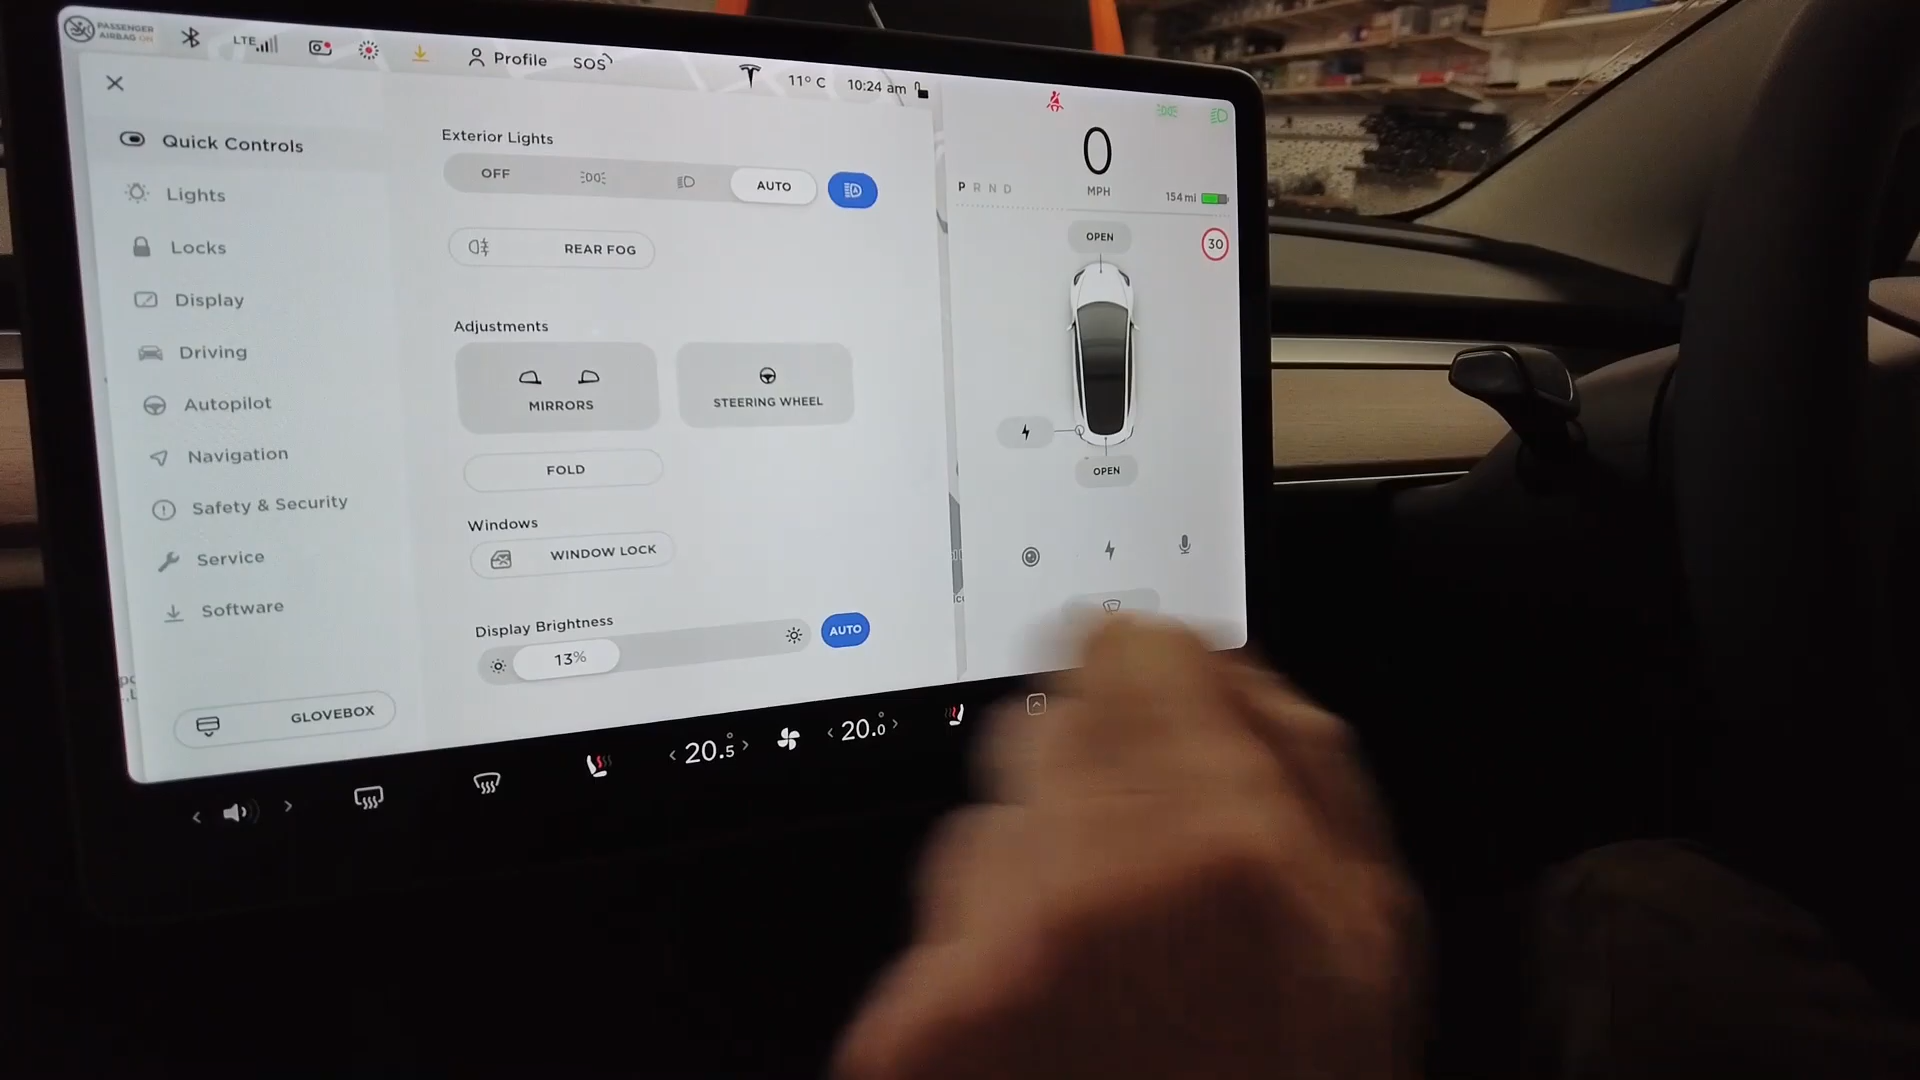 PASSENGER
AIRBAG ON
LTE
Profile
SOS
11° C
10:24 am
Quick Controls
Lights
Locks
Display
Driving
Autopilot
Navigation
Safety & Security
Service
Software
GLOVEBOX
Exterior Lights
OFF
AUTO
REAR FOG
Adjustments
MIRRORS
STEERING WHEEL
FOLD
Windows
WINDOW LOCK
Display Brightness
13%
AUTO
0
MPH
P R N D
154 mi
OPEN
30
OPEN
20.5°
20.0°